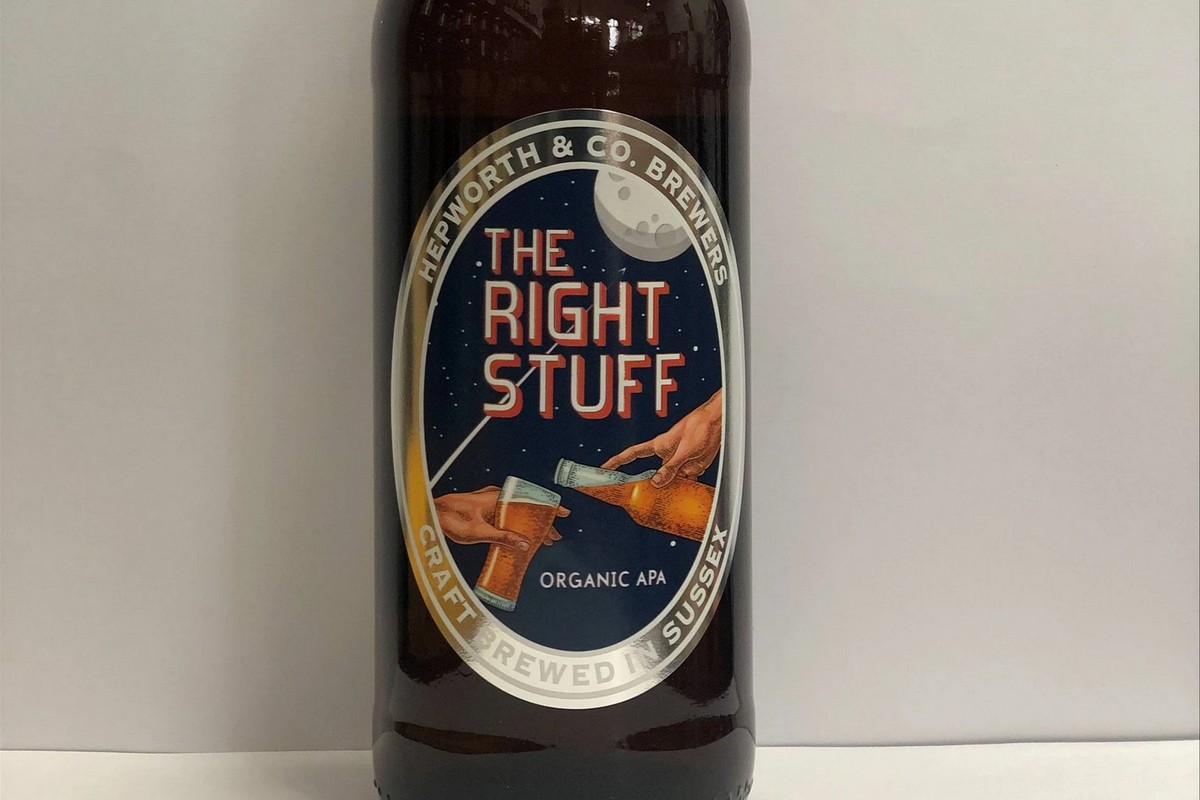 HEPWORTH & CO. BREWERS
THE
RIGHT
STUFF
ORGANIC APA
CRAFT BREWED IN SUSSEX